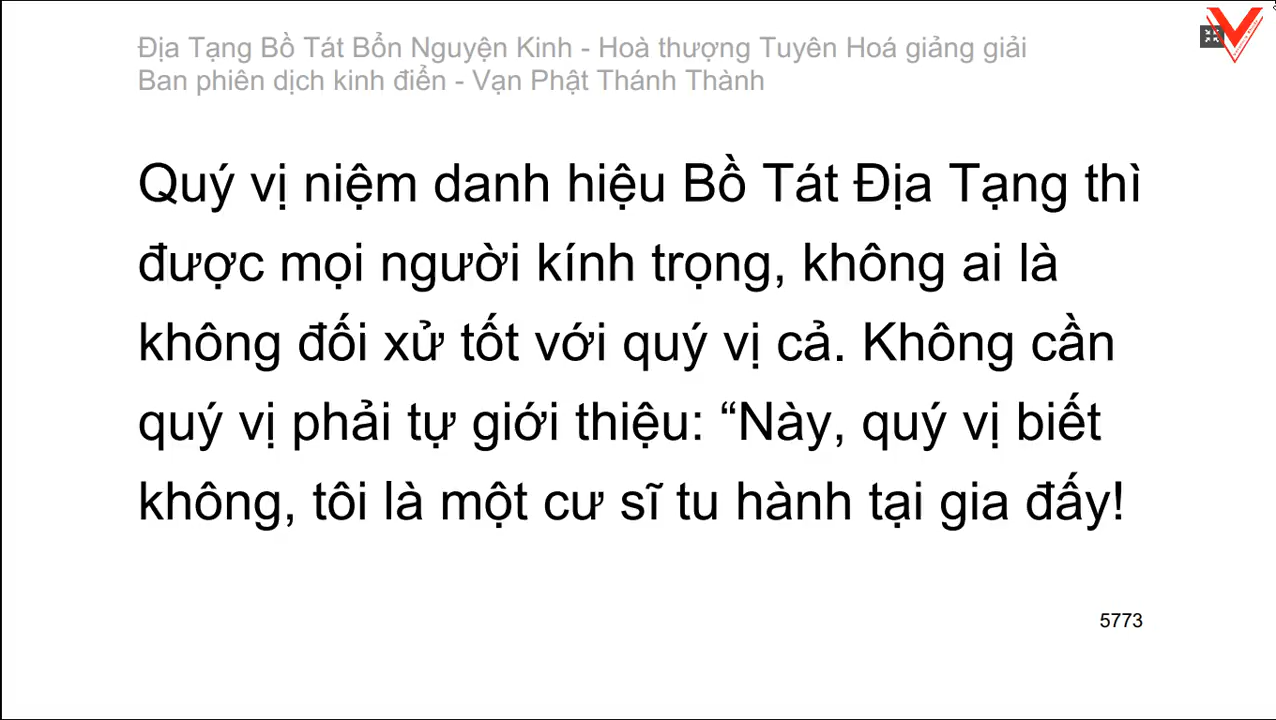 Địa Tạng Bồ Tát Bổn Nguyện Kinh - Hoà thượng Tuyên Hoá giảng giải
Ban phiên dịch kinh điển - Vạn Phật Thánh Thành
Quý vị niệm danh hiệu Bồ Tát Địa Tạng thì
được mọi người kính trọng, không ai là
không đối xử tốt với quý vị cả. Không cần
quý vị phải tự giới thiệu: “Này, quý vị biết
không, tôi là một cư sĩ tu hành tại gia đấy!
5773